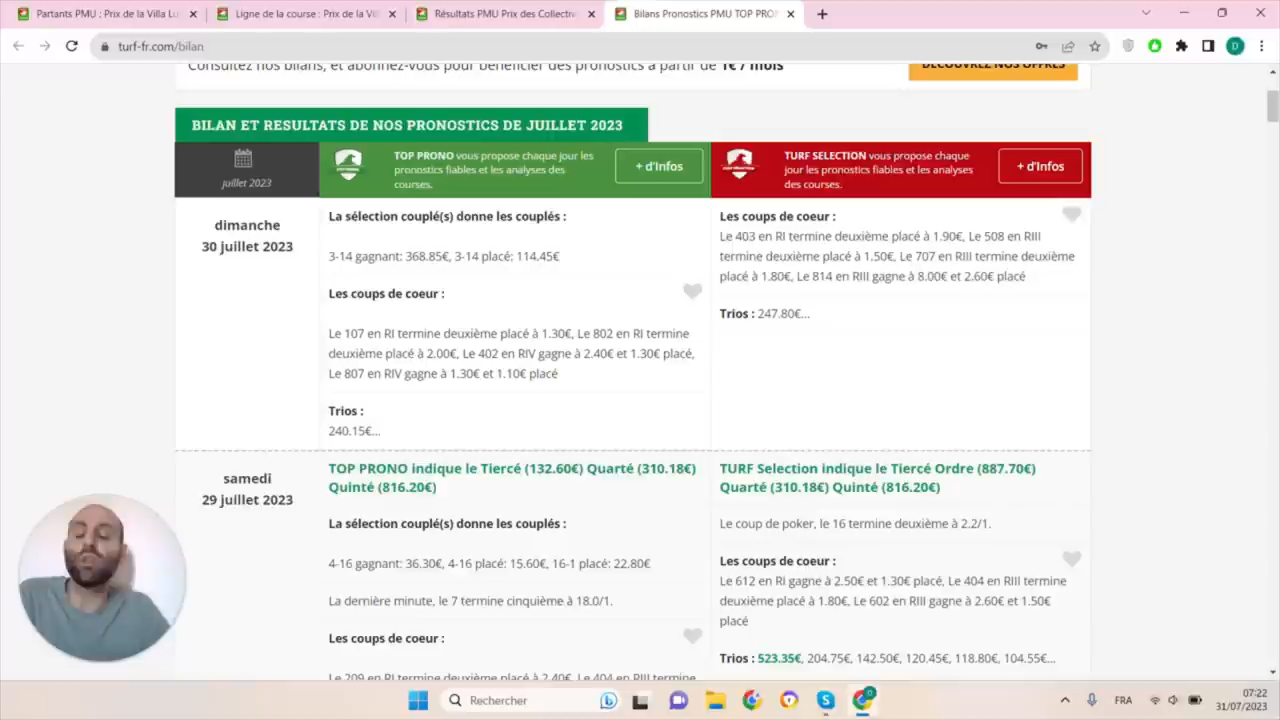 Partants PMU : Prix de la Villa Lu
Ligne de la course : Prix de la Vill
Résultats PMU Prix des Collectiv
Bilans Pronostics PMU TOP PRON
turf-fr.com/bilan
D
Consultez nos bilans, et abonnez-vous pour bénéficier des pronostics à partir de 1€ / mois
DÉCOUVREZ NOS OFFRES
BILAN ET RESULTATS DE NOS PRONOSTICS DE JUILLET 2023
juillet 2023
TOP PRONO vous propose chaque jour les
pronostics fiables et les analyses des
courses.
+ d'Infos
TURF SELECTION vous propose chaque
jour les pronostics fiables et les analyses
des courses.
+ d'Infos
dimanche
30 juillet 2023
La sélection couplé(s) donne les couplés :
3-14 gagnant: 368.85€, 3-14 placé: 114.45€
Les coups de coeur :
Le 107 en RI termine deuxième placé à 1.30€, Le 802 en RI termine
deuxième placé à 2.00€, Le 402 en RIV gagne à 2.40€ et 1.30€ placé,
Le 807 en RIV gagne à 1.30€ et 1.10€ placé
Trios :
240.15€...
Les coups de coeur :
Le 403 en RI termine deuxième placé à 1.90€, Le 508 en RIII
termine deuxième placé à 1.50€, Le 707 en RIII termine deuxième
placé à 1.80€, Le 814 en RIII gagne à 8.00€ et 2.60€ placé
Trios : 247.80€...
samedi
29 juillet 2023
TOP PRONO indique le Tiercé (132.60€) Quarté (310.18€)
Quinté (816.20€)
La sélection couplé(s) donne les couplés :
4-16 gagnant: 36.30€, 4-16 placé: 15.60€, 16-1 placé: 22.80€
La dernière minute, le 7 termine cinquième à 18.0/1.
Les coups de coeur :
Le 209 en RI termine deuxième placé à 2.40€, Le 404 en RIII termine
TURF Selection indique le Tiercé Ordre (887.70€)
Quarté (310.18€) Quinté (816.20€)
Le coup de poker, le 16 termine deuxième à 2.2/1.
Les coups de coeur :
Le 612 en RI gagne à 2.50€ et 1.30€ placé, Le 404 en RIII termine
deuxième placé à 1.80€, Le 602 en RIII gagne à 2.60€ et 1.50€
placé
Trios : 523.35€, 204.75€, 142.50€, 120.45€, 118.80€, 104.55€...
Rechercher
FRA
07:22
31/07/2023